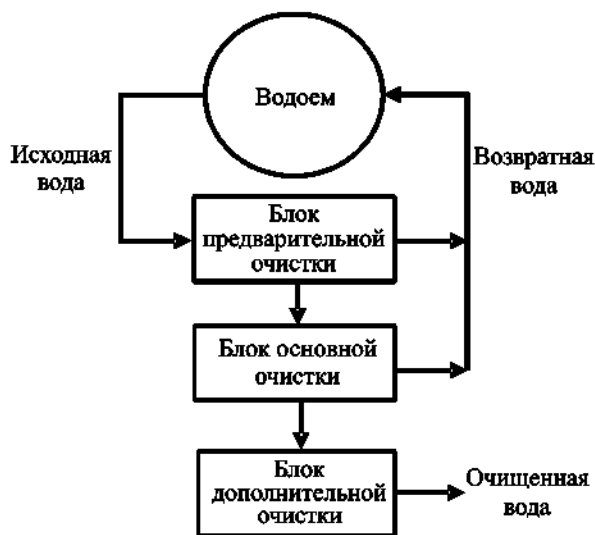 Водоем
Исходная
вода
Возвратная
вода
Блок
предварительной
очистки
Блок основной
очистки
Блок
дополнительной
очистки
Очищенная
вода